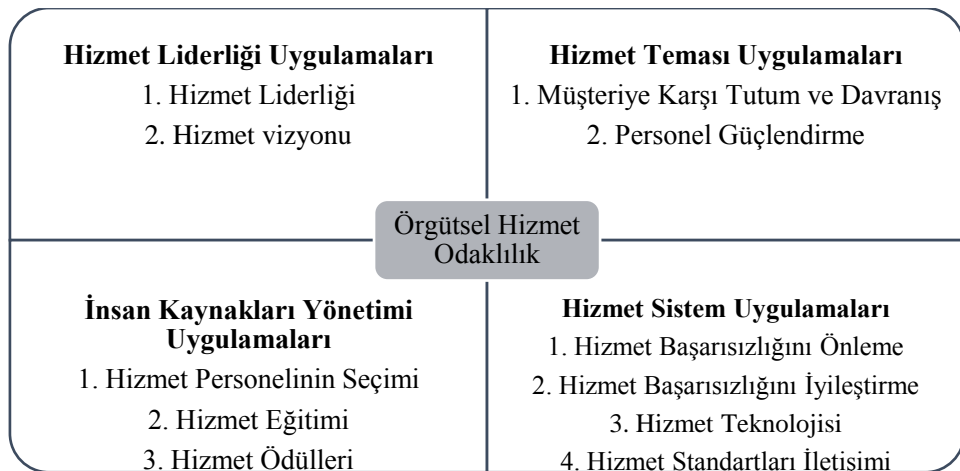 Hizmet Liderliği Uygulamaları
1. Hizmet Liderliği
2. Hizmet vizyonu
Hizmet Teması Uygulamaları
1. Müşteriye Karşı Tutum ve Davranış
2. Personel Güçlendirme
Örgütsel Hizmet
Odaklılık
İnsan Kaynakları Yönetimi
Uygulamaları
1. Hizmet Personelinin Seçimi
2. Hizmet Eğitimi
3. Hizmet Ödülleri
Hizmet Sistem Uygulamaları
1. Hizmet Başarısızlığını Önleme
2. Hizmet Başarısızlığını İyileştirme
3. Hizmet Teknolojisi
4. Hizmet Standartları İletişimi